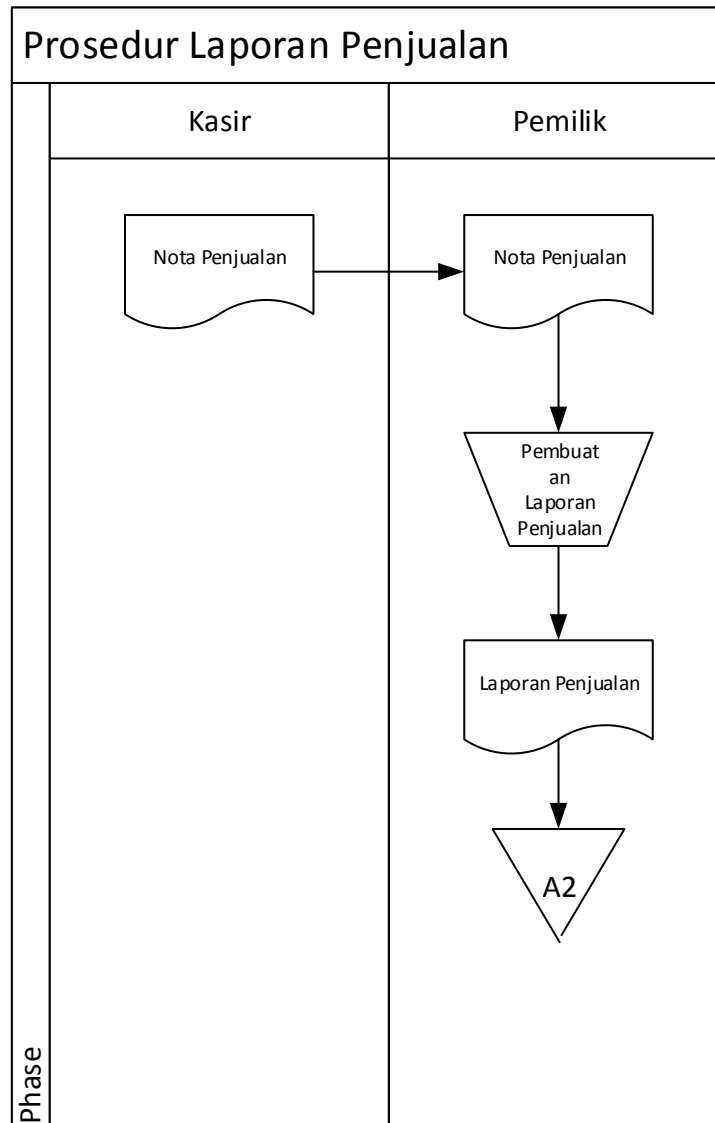 Prosedur Laporan Penjualan
Kasir
Pemilik
Nota Penjualan
Nota Penjualan
Pembuat
an
Laporan
Penjualan
Laporan Penjualan
A2
Phase